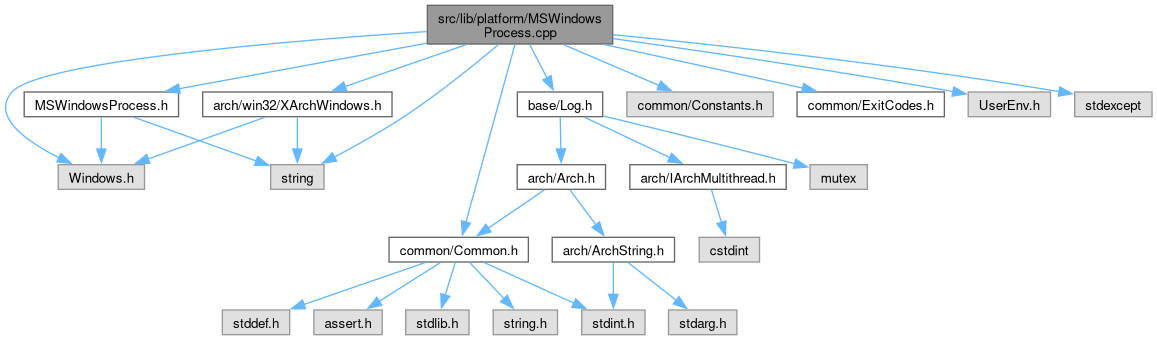 src/lib/platform/MSWindows
Process.cpp
MSWindowsProcess.h
arch/win32/XArchWindows.h
base/Log.h
common/Constants.h
common/ExitCodes.h
UserEnv.h
stdexcept
Windows.h
string
arch/Arch.h
arch/IArchMultithread.h
mutex
common/Common.h
arch/ArchString.h
cstdint
stddef.h
assert.h
stdlib.h
string.h
stdint.h
stdarg.h